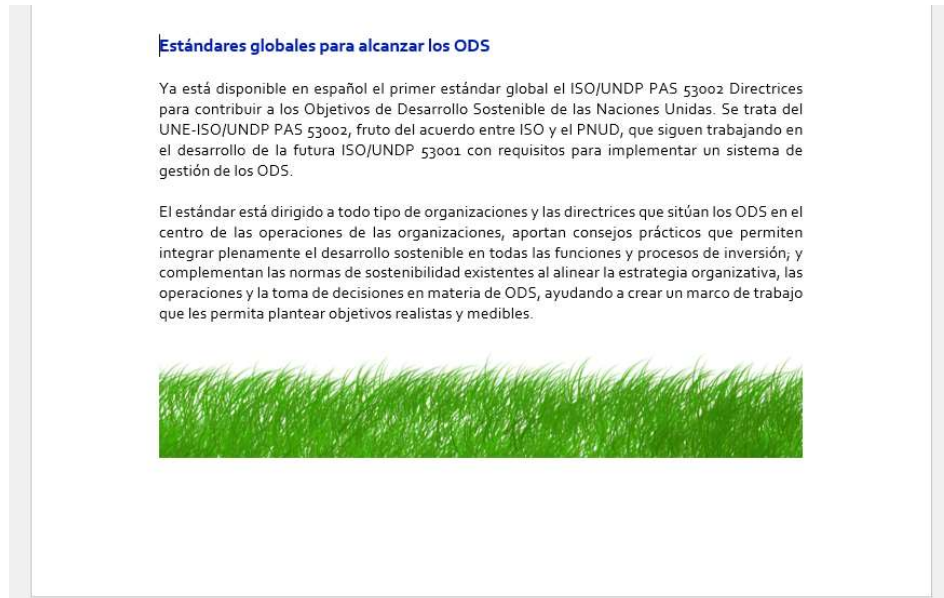 Estándares globales para alcanzar los ODS
Ya está disponible en español el primer estándar global el ISO/UNDP PAS 53002 Directrices
para contribuir a los Objetivos de Desarrollo Sostenible de las Naciones Unidas. Se trata del
UNE-ISO/UNDP PAS 53002, fruto del acuerdo entre ISO y el PNUD, que siguen trabajando en
el desarrollo de la futura ISO/UNDP 53001 con requisitos para implementar un sistema de
gestión de los ODS.
El estándar está dirigido a todo tipo de organizaciones y las directrices que sitúan los ODS en el
centro de las operaciones de las organizaciones, aportan consejos prácticos que permiten
integrar plenamente el desarrollo sostenible en todas las funciones y procesos de inversión; y
complementan las normas de sostenibilidad existentes al alinear la estrategia organizativa, las
operaciones y la toma de decisiones en materia de ODS, ayudando a crear un marco de trabajo
que les permita plantear objetivos realistas y medibles.